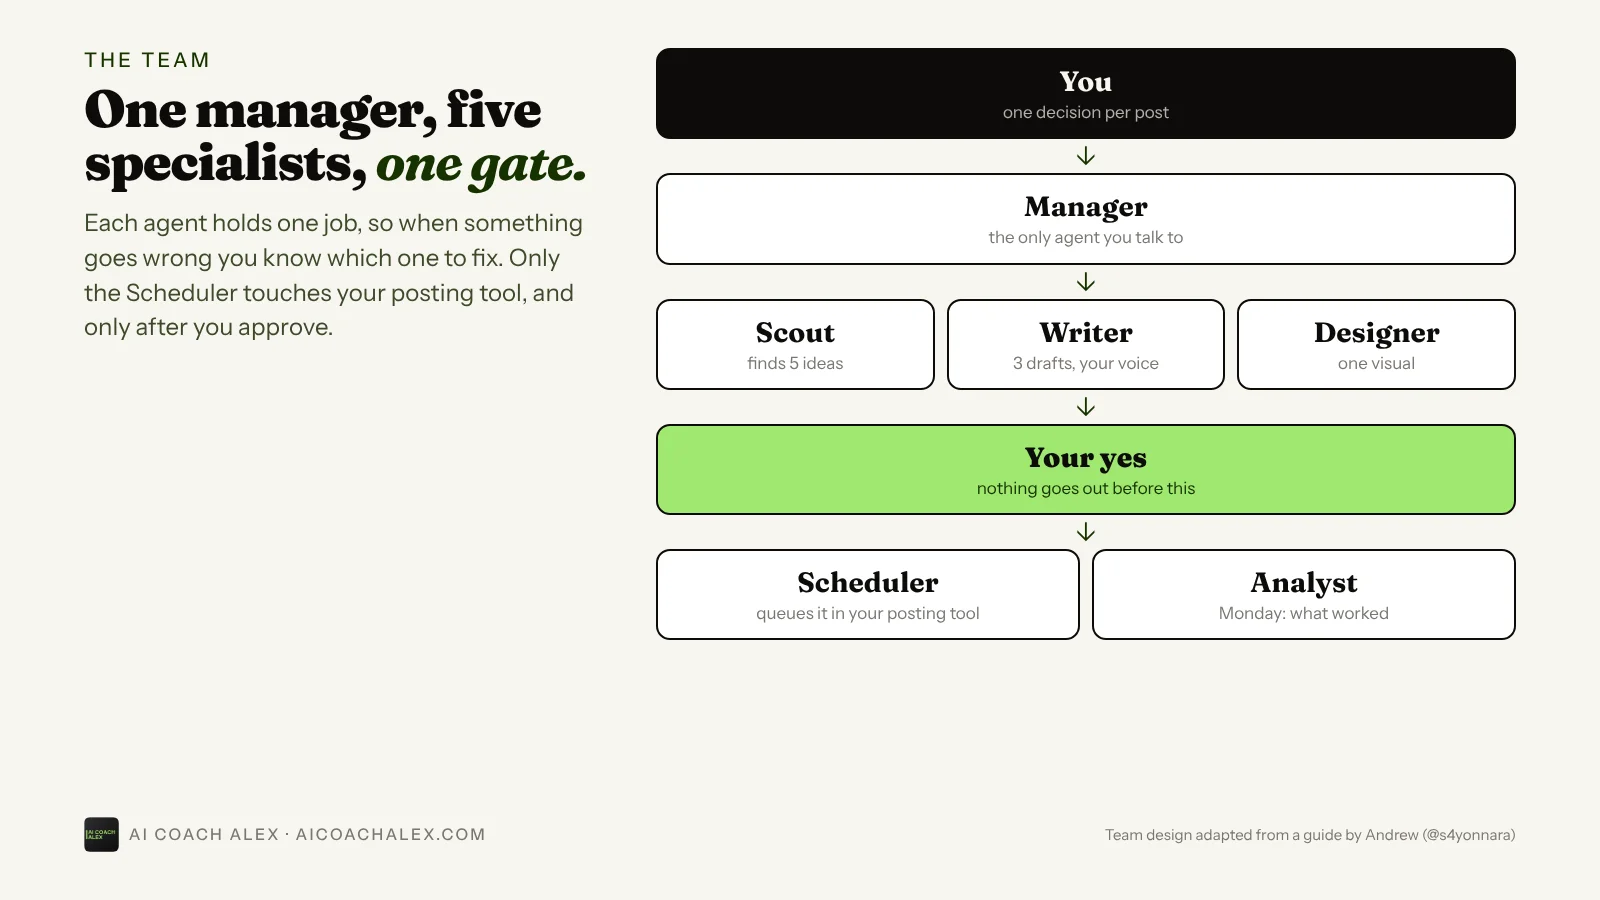 THE TEAM
One manager, five
specialists, one gate.
Each agent holds one job, so when something
goes wrong you know which one to fix. Only
the Scheduler touches your posting tool, and
only after you approve.
You
one decision per post
Manager
the only agent you talk to
Scout
finds 5 ideas
Writer
3 drafts, your voice
Designer
one visual
Your yes
nothing goes out before this
Scheduler
queues it in your posting tool
Analyst
Monday: what worked
AI COACH
ALEX
AI COACH ALEX · AICOACHALEX.COM
Team design adapted from a guide by Andrew (@s4yonnara)